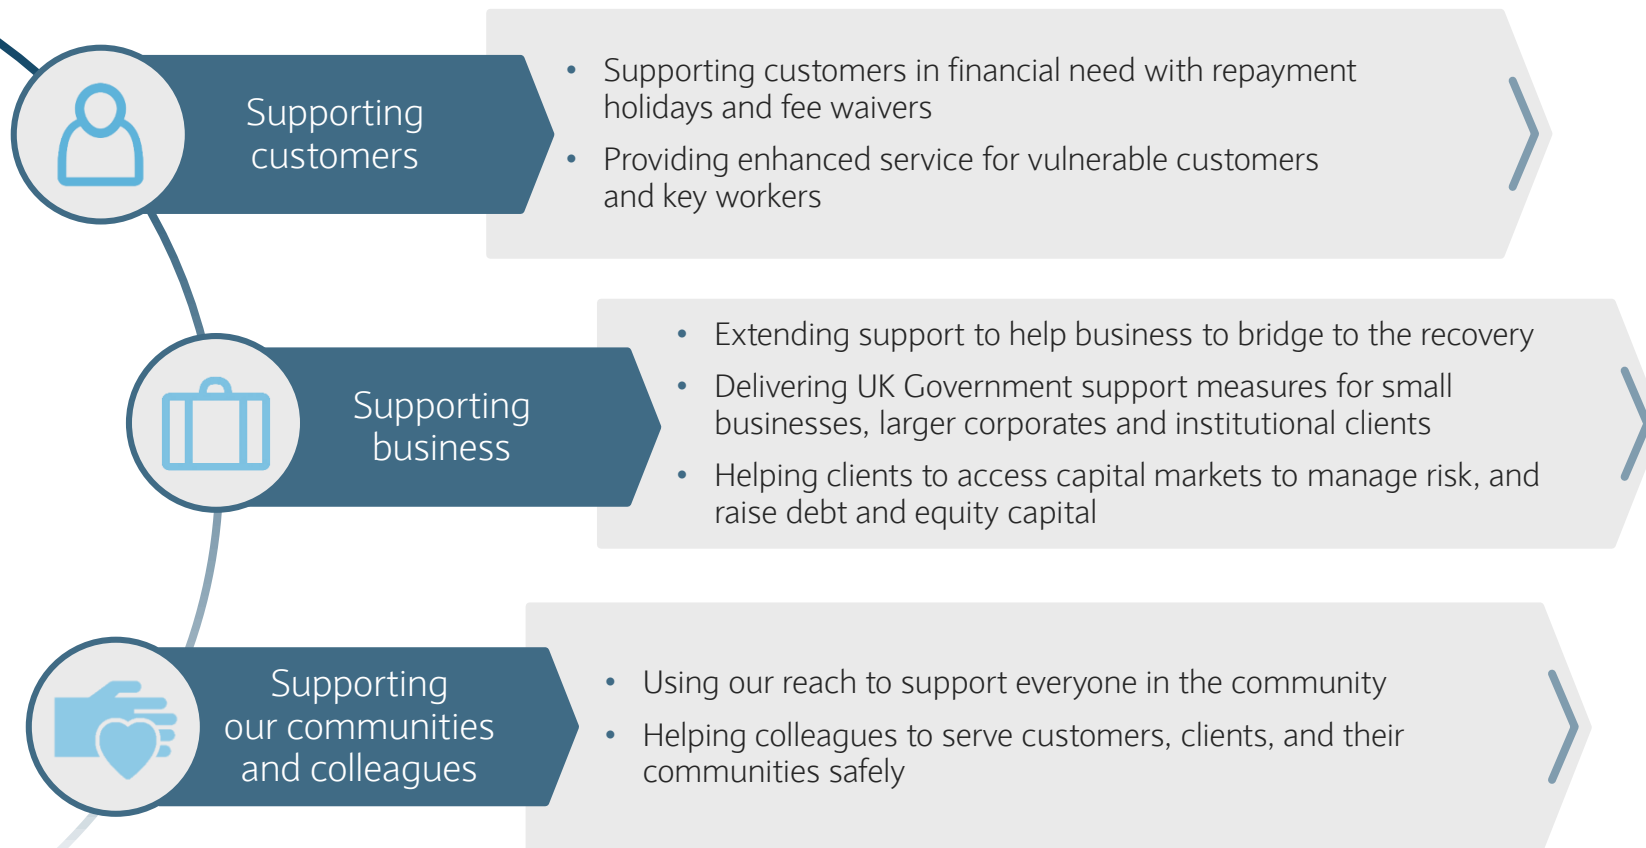 Supporting
customers
• Supporting customers in financial need with repayment
holidays and fee waivers
• Providing enhanced service for vulnerable customers
and key workers
Supporting
business
• Extending support to help business to bridge to the recovery
• Delivering UK Government support measures for small
businesses, larger corporates and institutional clients
• Helping clients to access capital markets to manage risk, and
raise debt and equity capital
Supporting
our communities
and colleagues
• Using our reach to support everyone in the community
• Helping colleagues to serve customers, clients, and their
communities safely